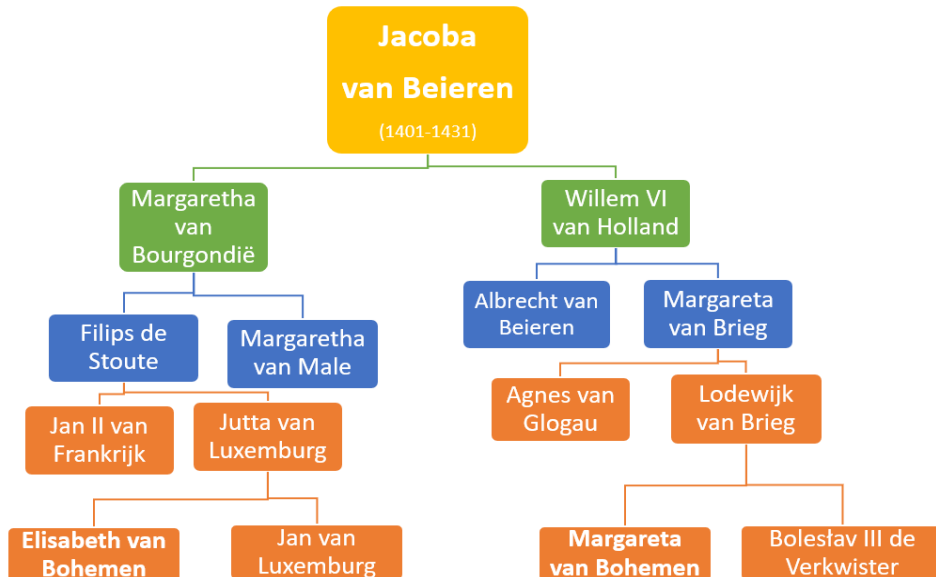 Jacoba
van Beieren
(1401-1431)
Margaretha
van
Bourgondië
Willem VI
van Holland
Filips de
Stoute
Margaretha
van Male
Albrecht van
Beieren
Margareta
van Brieg
Jan II van
Frankrijk
Jutta van
Luxemburg
Agnes van
Glogau
Lodewijk
van Brieg
Elisabeth van
Bohemen
Jan van
Luxemburg
Margareta
van Bohemen
Bolesłav III de
Verkwister